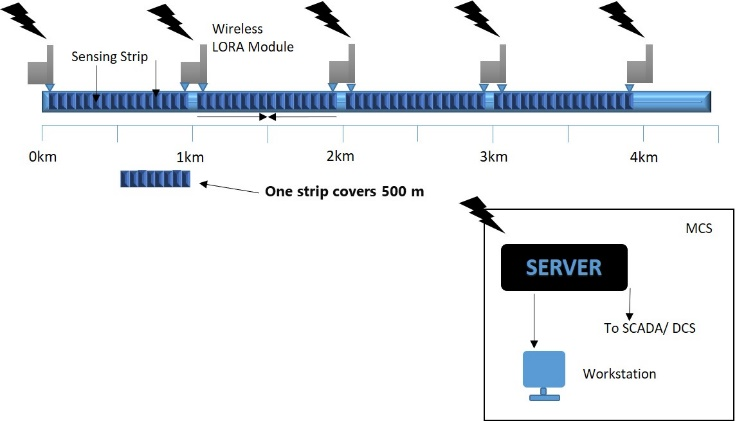 Wireless
LORA Module
Sensing Strip
0km
1km
2km
3km
4km
One strip covers 500 m
MCS
SERVER
To SCADA/ DCS
Workstation